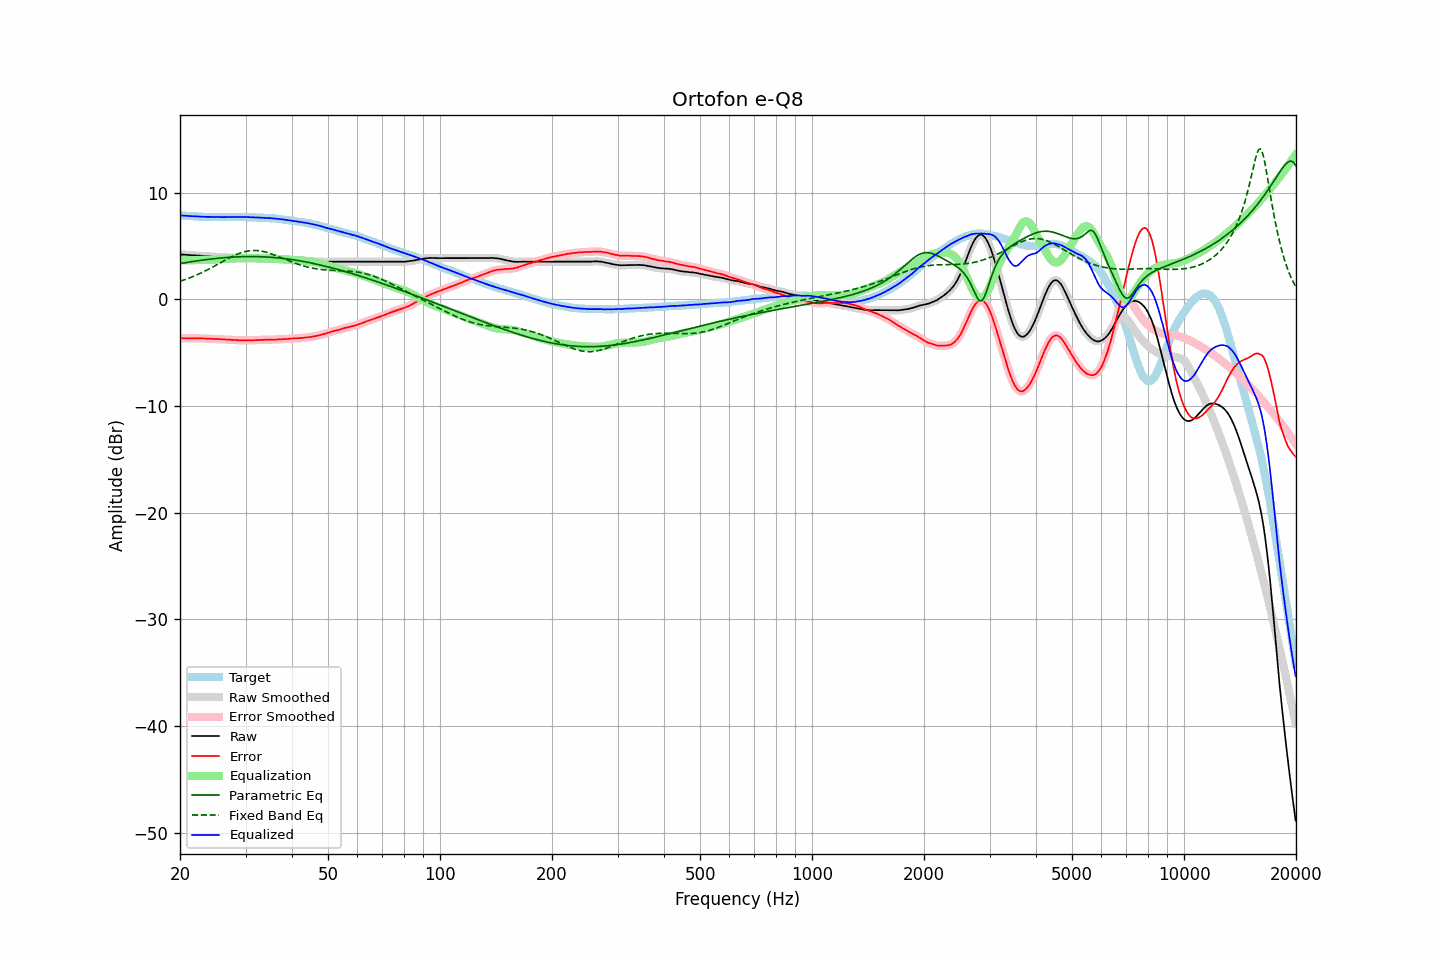 Ortofon e-Q8
Amplitude (dBr)
10
0
−10
−20
−30
−40
−50
Target
Raw Smoothed
Error Smoothed
Raw
Error
Equalization
Parametric Eq
Fixed Band Eq
Equalized
20 50 100 200 500 1000 2000 5000 10000 20000
Frequency (Hz)